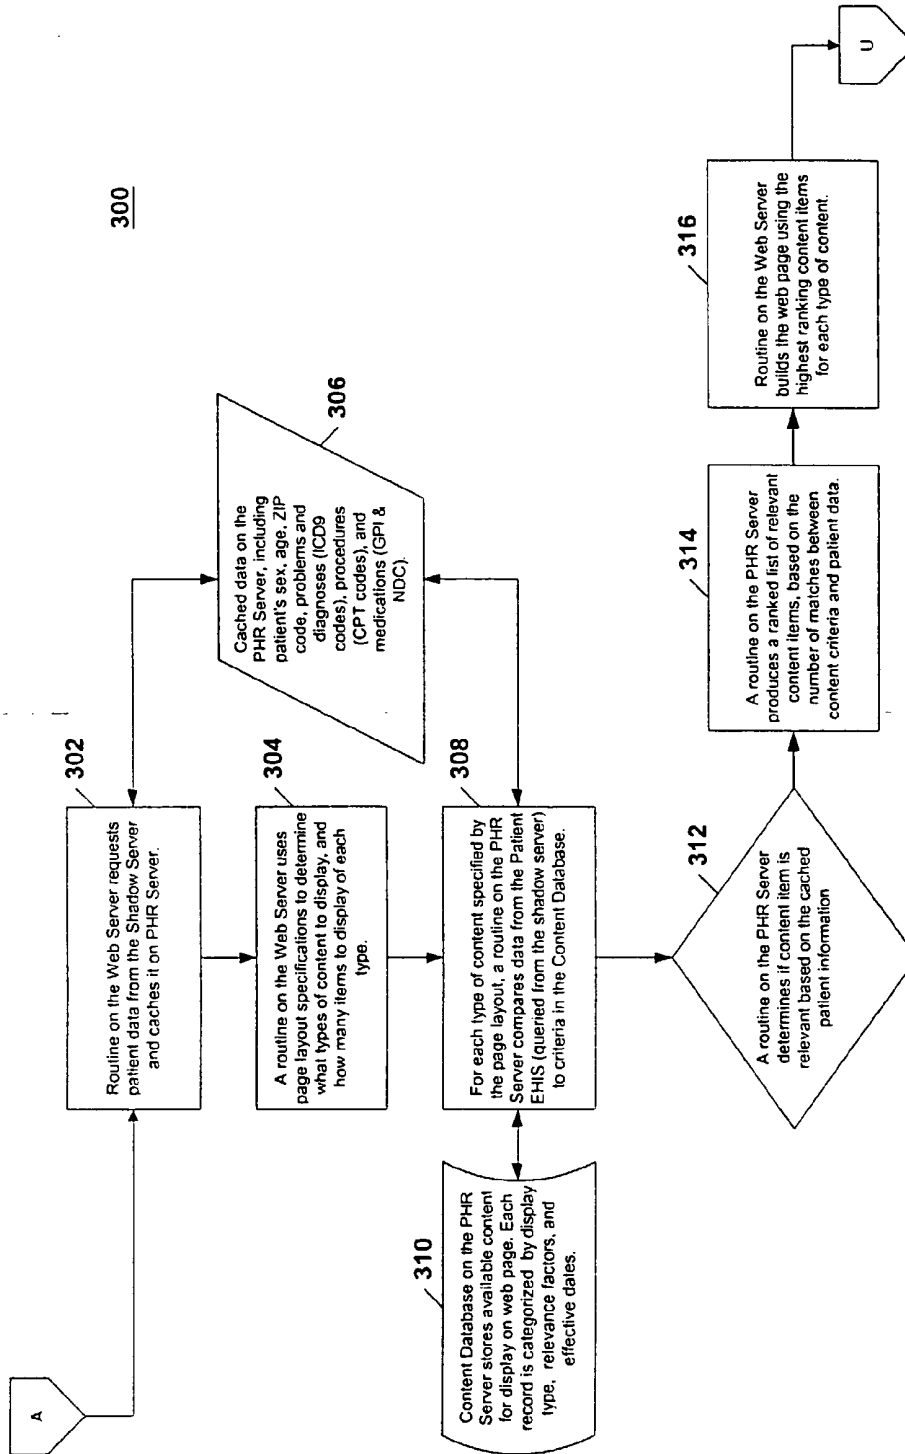 300
A
302
Routine on the Web Server requests
patient data from the Shadow Server
and caches it on PHR Server.
304
A routine on the Web Server uses
page layout specifications to determine
what types of content to display, and
how many items to display of each
type.
306
Cached data on the
PHR Server, including
patient's sex, age, ZIP
code, problems and
diagnoses (ICD9
codes), procedures
(CPT codes), and
medications (GPI &
NDC).
308
For each type of content specified by
the page layout, a routine on the PHR
Server compares data from the Patient
EHIS (queried from the shadow server)
to criteria in the Content Database.
310
Content Database on the PHR
Server stores available content
for display on web page. Each
record is categorized by display
type, relevance factors, and
effective dates.
312
A routine on the PHR Server
determines if content item is
relevant based on the cached
patient information
314
A routine on the PHR Server
produces a ranked list of relevant
content items, based on the
number of matches between
content criteria and patient data.
316
Routine on the Web Server
builds the web page using the
highest ranking content items
for each type of content.
U